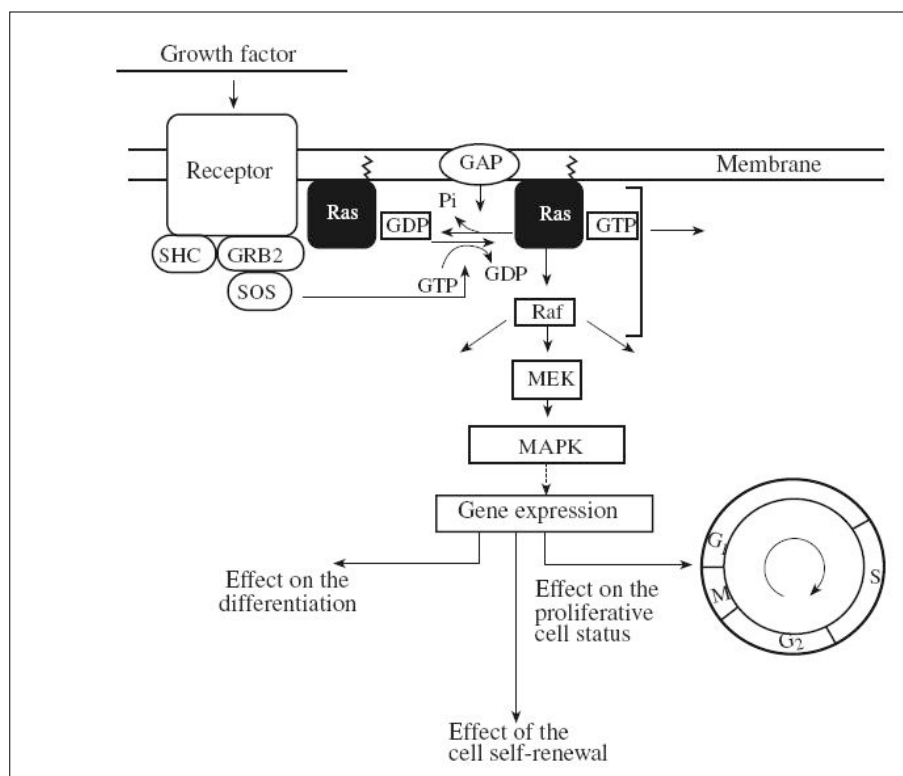 Growth factor
Receptor
GAP
Membrane
Ras
GDP
Pi
Ras
GTP
SHC
GRB2
SOS
GTP
GDP
Raf
MEK
MAPK
Gene expression
Effect on the
differentiation
Effect on the
proliferative
cell status
G1
S
M
G2
Effect of the
cell self-renewal